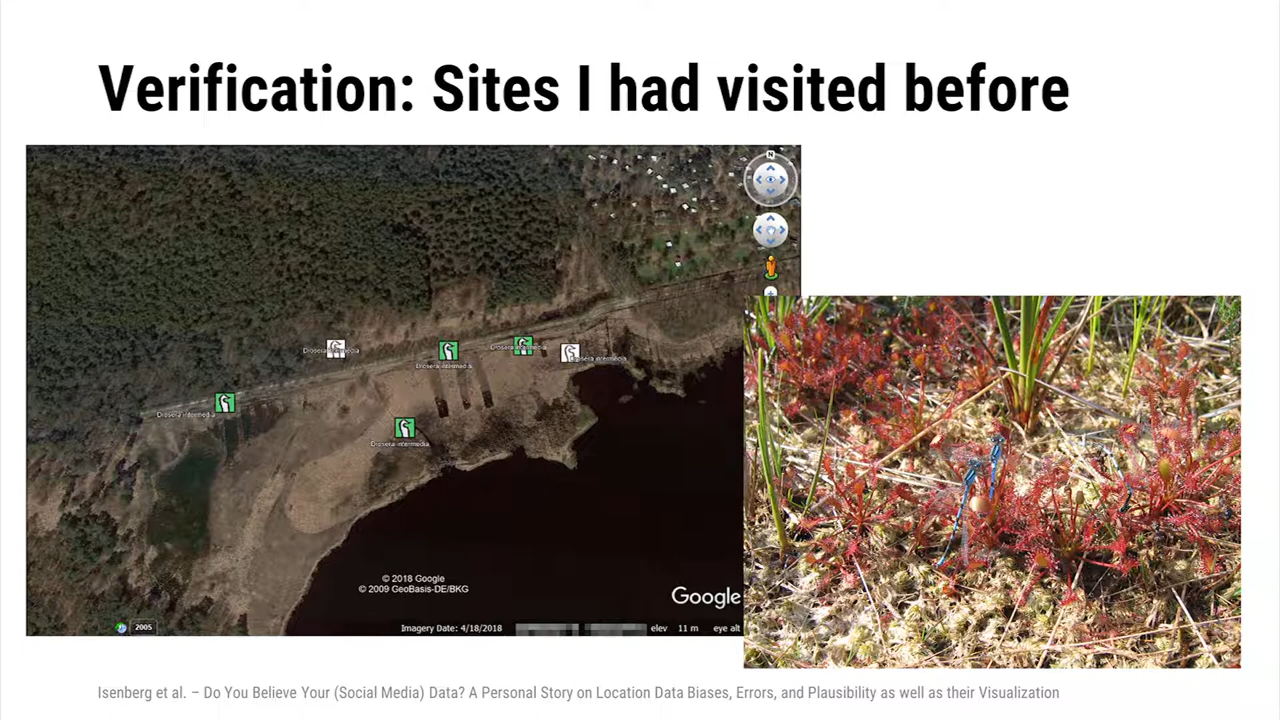 Verification: Sites I had visited before
N
Drosera intermedia
Drosera intermedia
Drosera intermedia
Drosera intermedia
Drosera intermedia
Drosera intermedia
© 2018 Google
© 2009 GeoBasis-DE/BKG
Google
2005
Imagery Date: 4/18/2018
elev 11 m
eye alt
Isenberg et al. – Do You Believe Your (Social Media) Data? A Personal Story on Location Data Biases, Errors, and Plausibility as well as their Visualization